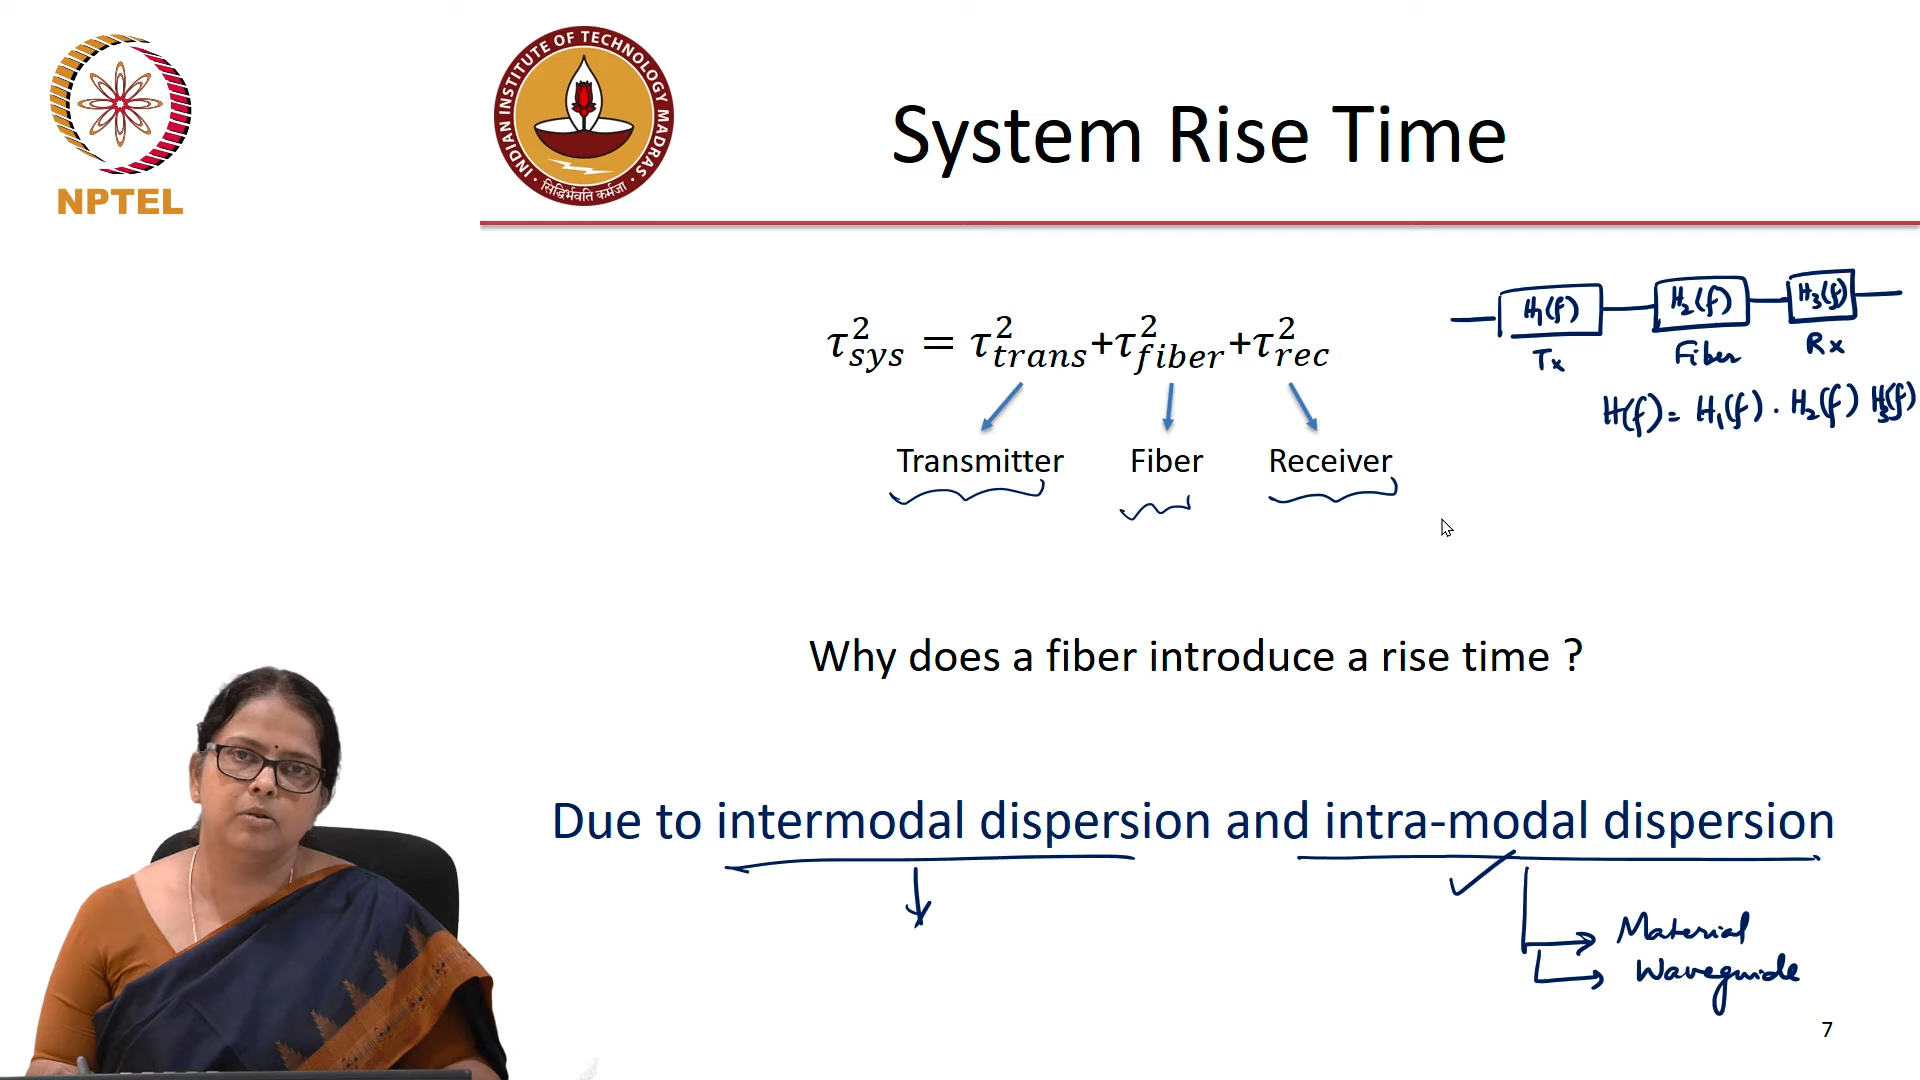 NPTEL
INDIAN INSTITUTE OF TECHNOLOGY MADRAS
सिद्धिर्भवति कर्मजा
System Rise Time
τ²sys = τ²trans+τ²fiber+τ²rec
Transmitter Fiber Receiver
H₁(f) H₂(f) H₃(f)
Tx Fiber Rx
H(f) = H₁(f) . H₂(f) H₃(f)
Why does a fiber introduce a rise time ?
Due to intermodal dispersion and intra-modal dispersion
Material
Waveguide
7